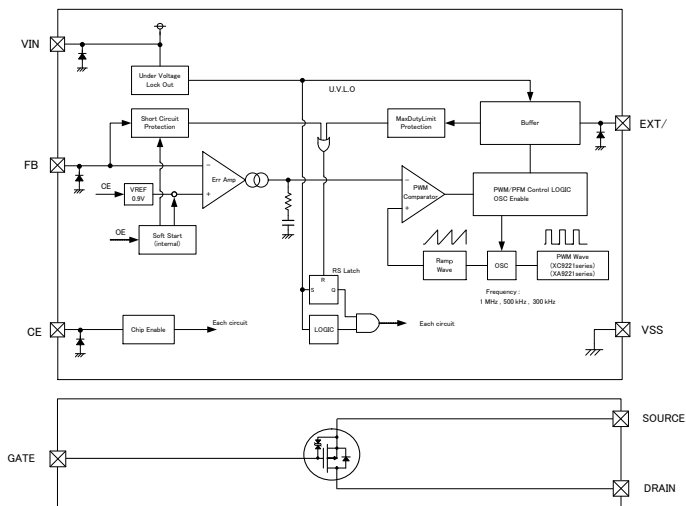 VIN
Under Voltage
Lock Out
U.V.L.O
Short Circuit
Protection
MaxDutyLimit
Protection
Buffer
EXT/
FB
−
Err Amp
+
CE
VREF
0.9V
−
PWM
Comparator
+
PWM/PFM Control LOGIC
OSC Enable
OE
Soft Start
(internal)
Ramp
Wave
OSC
PWM Wave
(XC9221series)
(XA9221series)
RS Latch
R
S
Q
Frequency :
1 MHz , 500 kHz , 300 kHz
CE
Chip Enable
Each circuit
LOGIC
Each circuit
VSS
SOURCE
GATE
DRAIN